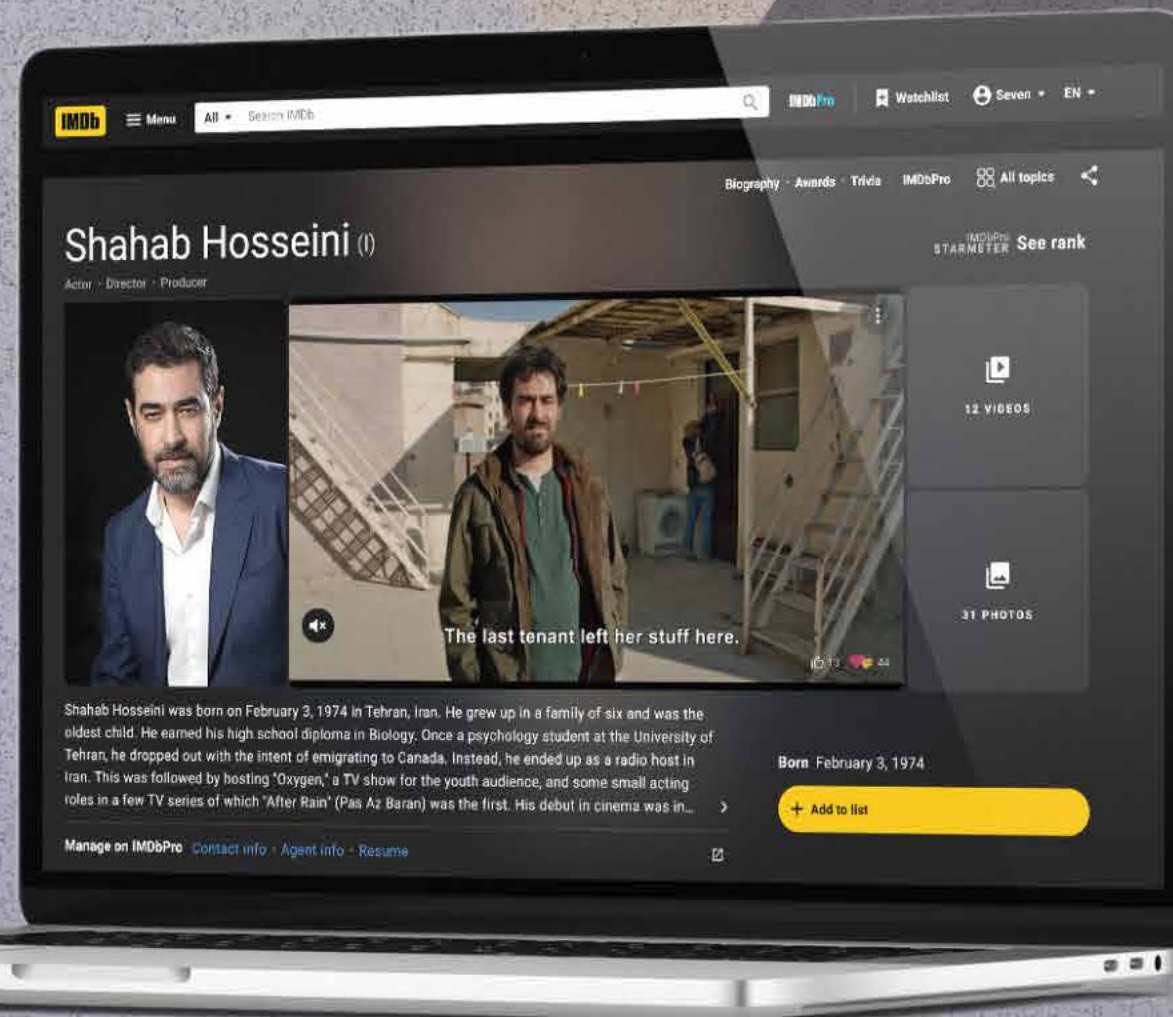 IMDb
Menu
All
Search IMDb
IMDbPro
Watchlist
Seven
EN
Biography · Awards · Trivia
IMDbPro
All topics
Shahab Hosseini (I)
Actor · Director · Producer
IMDbPro
STARMETER
See rank
12 VIDEOS
31 PHOTOS
The last tenant left her stuff here.
13
44
Shahab Hosseini was born on February 3, 1974 in Tehran, Iran. He grew up in a family of six and was the
oldest child. He earned his high school diploma in Biology. Once a psychology student at the University of
Tehran, he dropped out with the intent of emigrating to Canada. Instead, he ended up as a radio host in
Iran. This was followed by hosting "Oxygen," a TV show for the youth audience, and some small acting
roles in a few TV series of which "After Rain" (Pas Az Baran) was the first. His debut in cinema was in...
Born February 3, 1974
+ Add to list
Manage on IMDbPro Contact info · Agent info · Resume